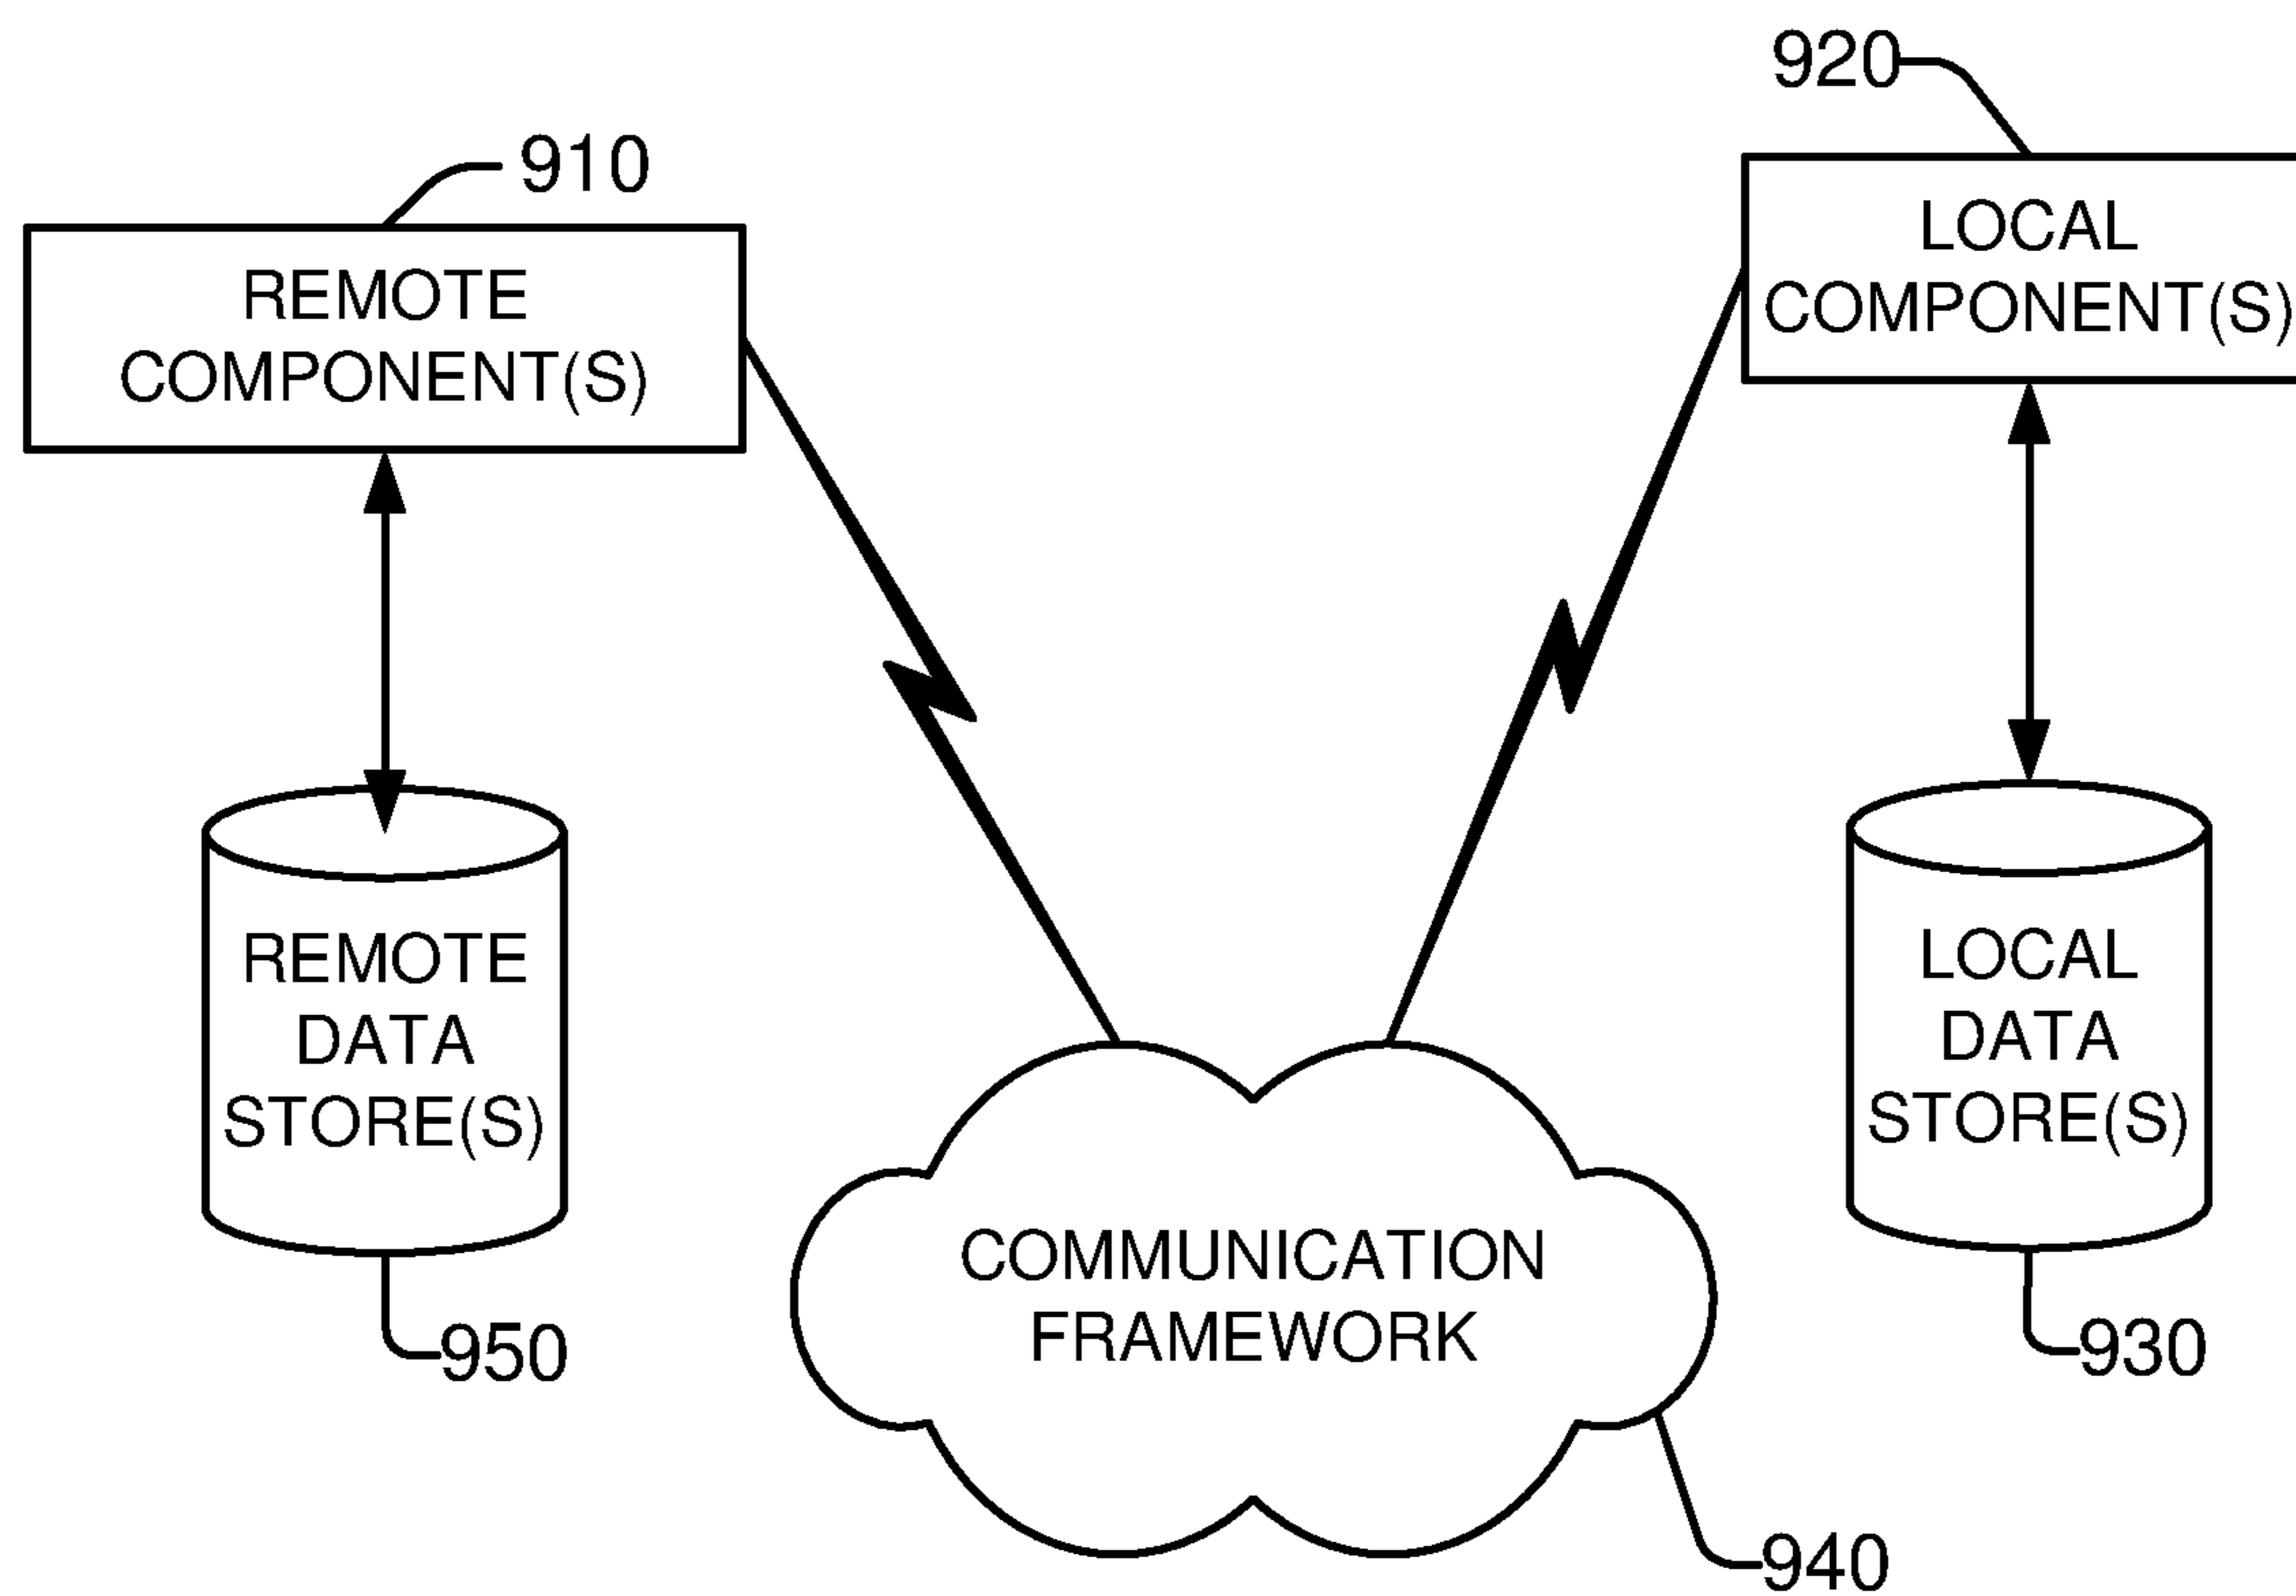 920
910
LOCAL
COMPONENT(S)
REMOTE
COMPONENT(S)
REMOTE
DATA
STORE(S)
LOCAL
DATA
STORE(S)
COMMUNICATION
FRAMEWORK
950
930
940